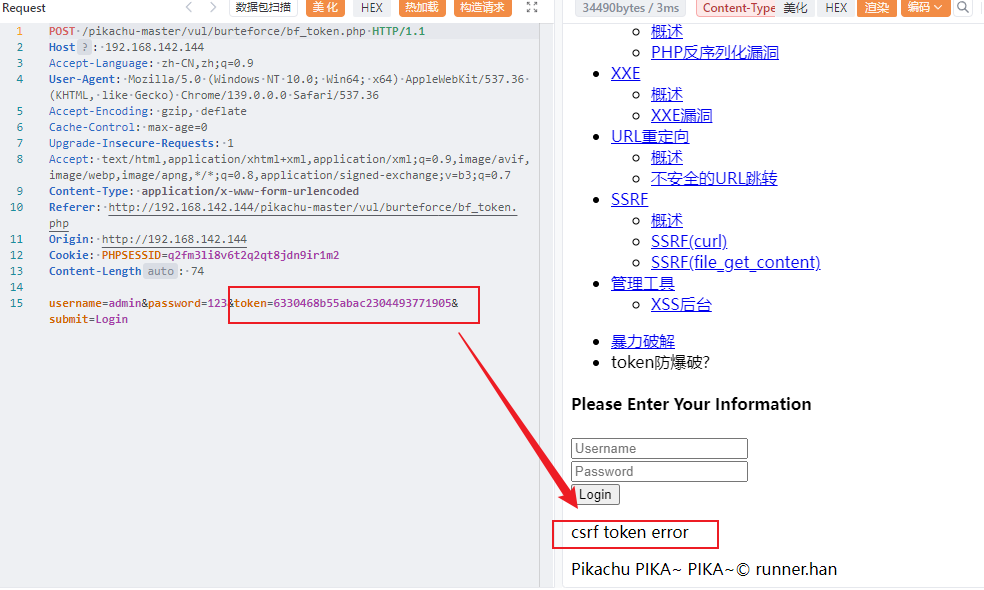 Request
数据包扫描
美化
HEX
热加载
构造请求
1 POST /pikachu-master/vul/burteforce/bf_token.php HTTP/1.1
2 Host ? : 192.168.142.144
3 Accept-Language: zh-CN,zh;q=0.9
4 User-Agent: Mozilla/5.0 (Windows NT 10.0; Win64; x64) AppleWebKit/537.36
(KHTML, like Gecko) Chrome/139.0.0.0 Safari/537.36
5 Accept-Encoding: gzip, deflate
6 Cache-Control: max-age=0
7 Upgrade-Insecure-Requests: 1
8 Accept: text/html,application/xhtml+xml,application/xml;q=0.9,image/avif,
image/webp,image/apng,*/*;q=0.8,application/signed-exchange;v=b3;q=0.7
9 Content-Type: application/x-www-form-urlencoded
10 Referer: http://192.168.142.144/pikachu-master/vul/burteforce/bf_token.
php
11 Origin: http://192.168.142.144
12 Cookie: PHPSESSID=q2fm3li8v6t2q2qt8jdn9ir1m2
13 Content-Length auto : 74
14
15 username=admin&password=123&token=6330468b55abac2304493771905&
submit=Login
34490bytes / 3ms
Content-Type
美化
HEX
渲染
编码
概述
PHP反序列化漏洞
XXE
概述
XXE漏洞
URL重定向
概述
不安全的URL跳转
SSRF
概述
SSRF(curl)
SSRF(file_get_content)
管理工具
XSS后台
暴力破解
token防爆破?
Please Enter Your Information
Username
Password
Login
csrf token error
Pikachu PIKA~ PIKA~© runner.han